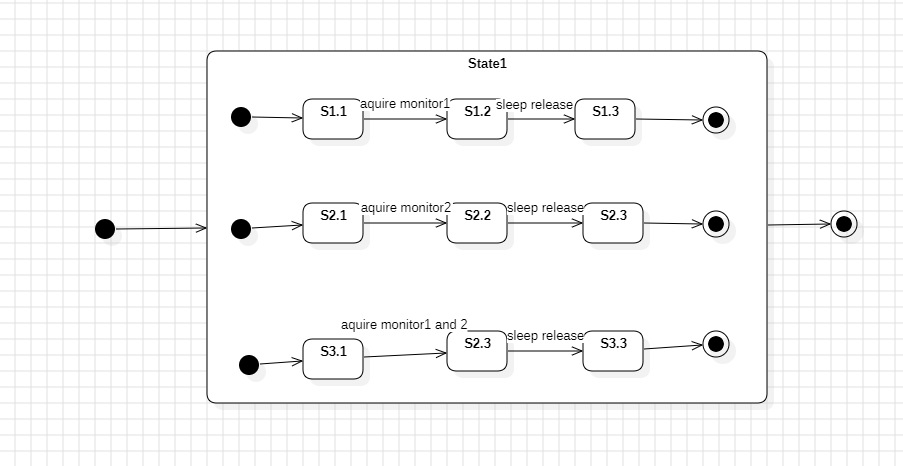 State1
S1.1 aquire monitor1 S1.2 sleep release S1.3
S2.1 aquire monitor2 S2.2 sleep release S2.3
aquire monitor1 and 2
S3.1 S2.3 sleep release S3.3